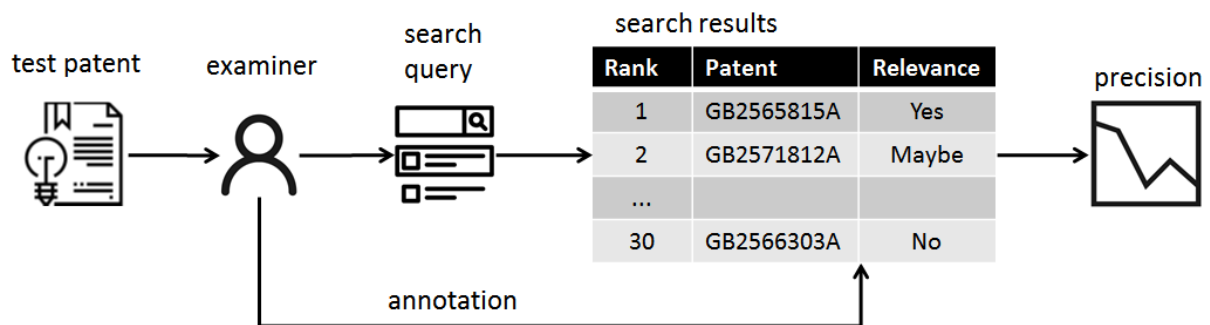 test patent
examiner
search
query
search results
Rank Patent Relevance
1 GB2565815A Yes
2 GB2571812A Maybe
...
30 GB2566303A No
precision
annotation